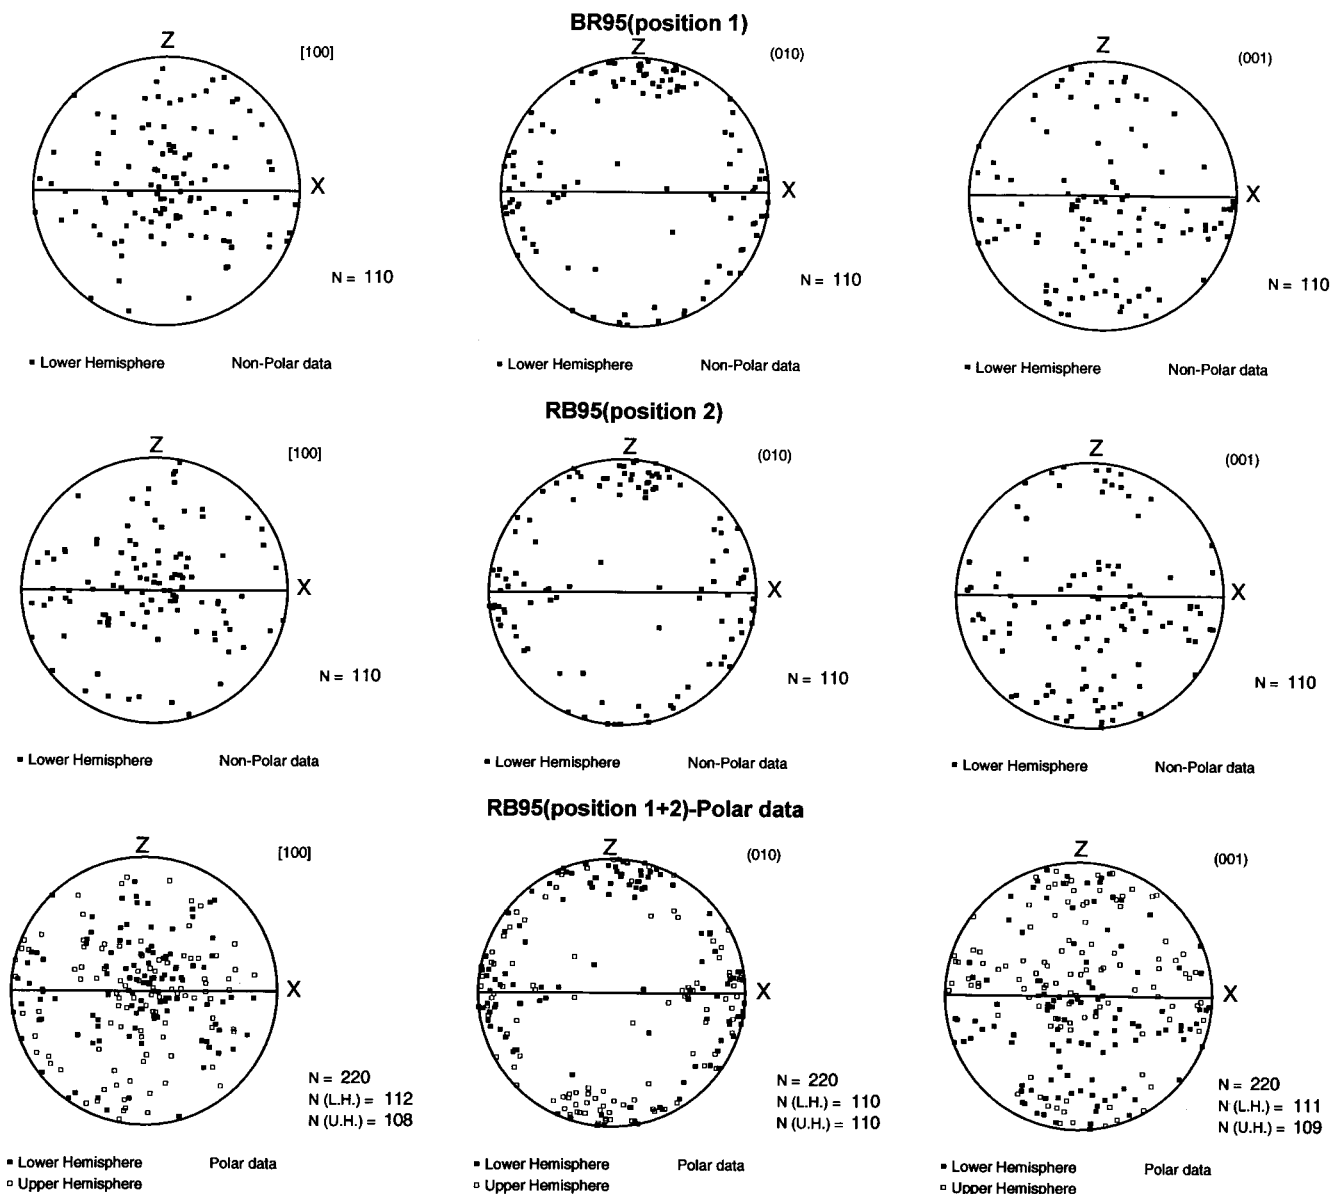 BR95(position 1)
Z [100] Z (010) Z (001)
X X X
N = 110 N = 110 N = 110
▪ Lower Hemisphere Non-Polar data ▪ Lower Hemisphere Non-Polar data ▪ Lower Hemisphere Non-Polar data
RB95(position 2)
Z [100] Z (010) Z (001)
X X X
N = 110 N = 110 N = 110
▪ Lower Hemisphere Non-Polar data ▪ Lower Hemisphere Non-Polar data ▪ Lower Hemisphere Non-Polar data
RB95(position 1+2)-Polar data
Z [100] Z (010) Z (001)
X X X
N = 220 N = 220 N = 220
N (L.H.) = 112 N (L.H.) = 110 N (L.H.) = 111
N (U.H.) = 108 N (U.H.) = 110 N (U.H.) = 109
▪ Lower Hemisphere Polar data ▪ Lower Hemisphere Polar data ▪ Lower Hemisphere Polar data
▫ Upper Hemisphere ▫ Upper Hemisphere ▫ Upper Hemisphere